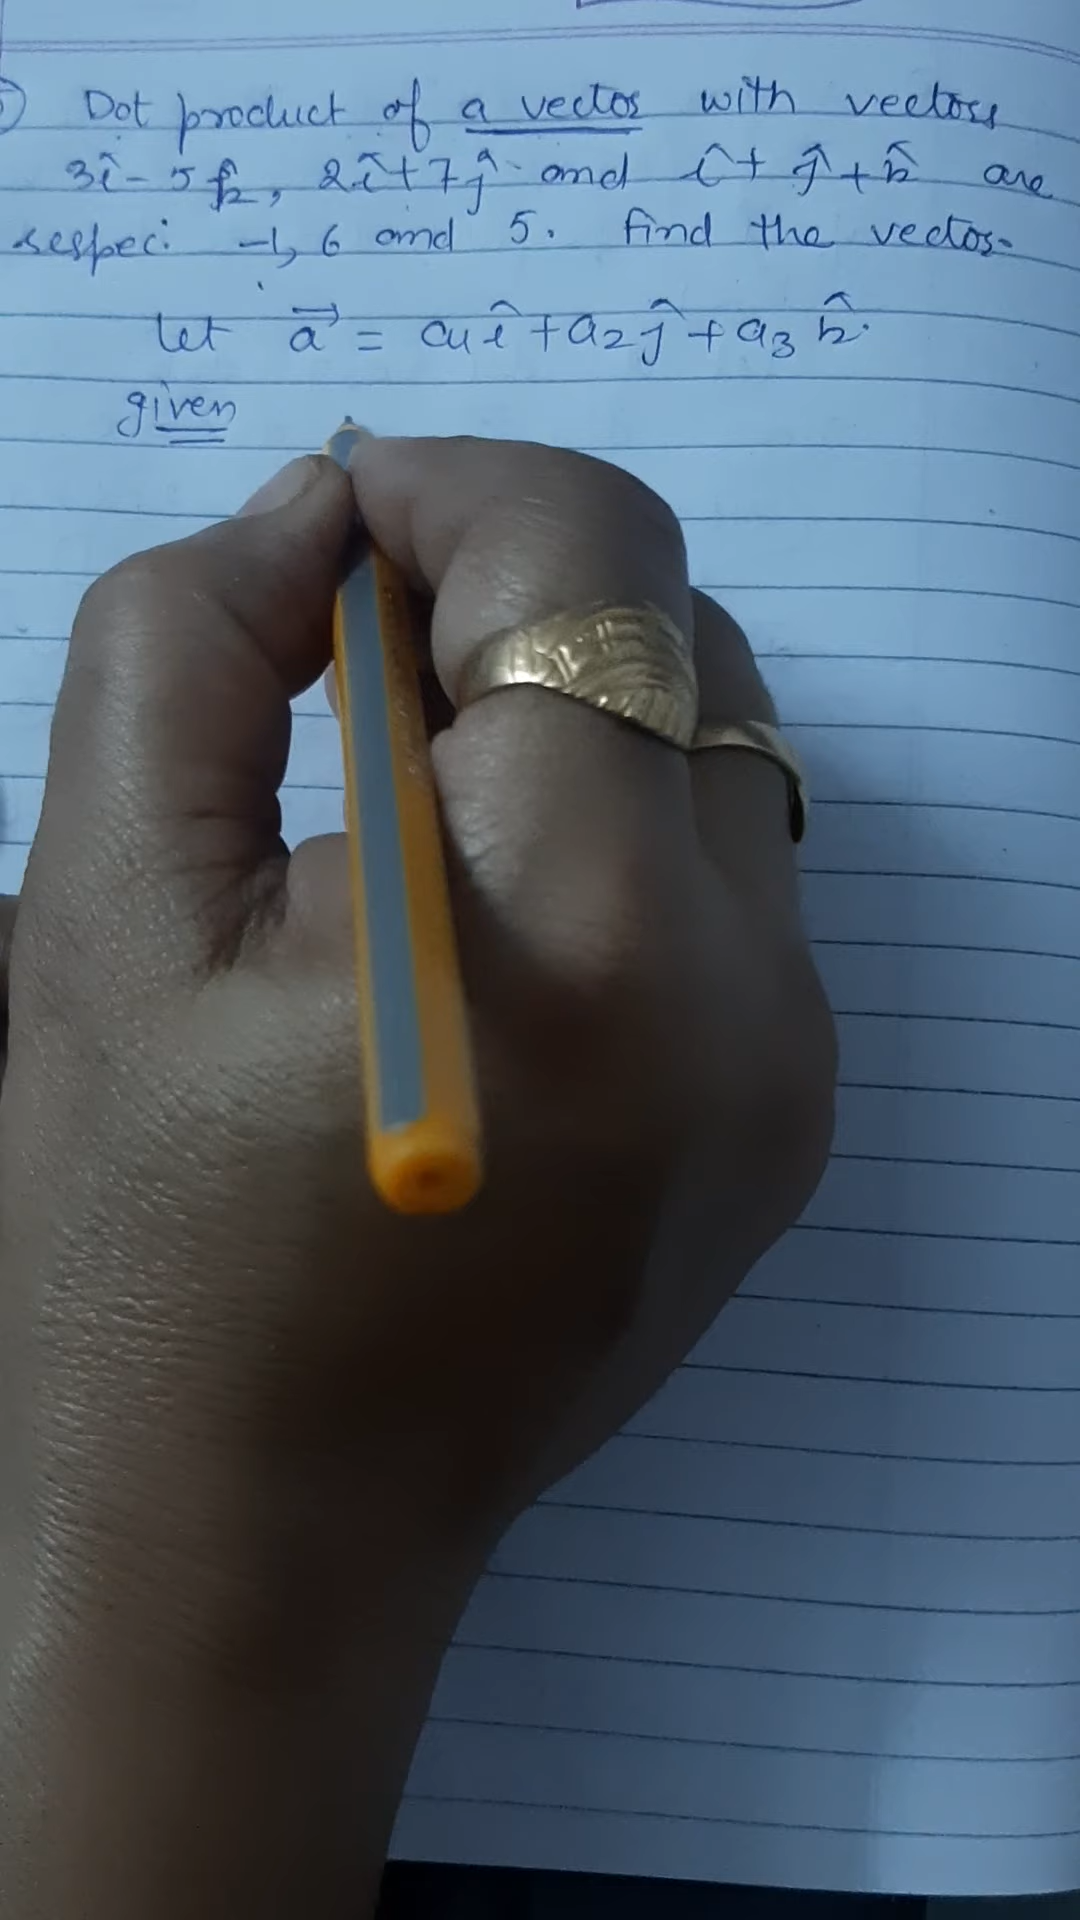 Dot product of a vector with vectors
3î - 5k̂, 2î + 7ĵ and î + ĵ + k̂ are
respec. -1, 6 and 5. find the vector.
let a⃗ = a₁î + a₂ĵ + a₃k̂.
given